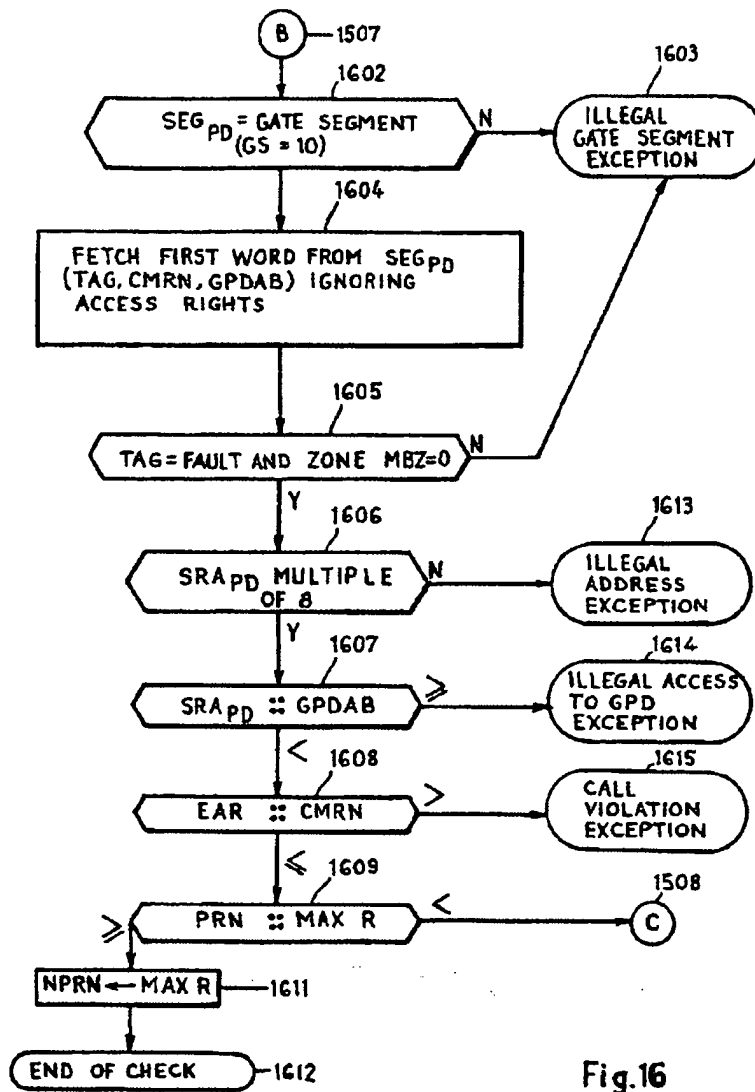 B
1507
1602
SEG PD = GATE SEGMENT
(GS = 10)
N
1603
ILLEGAL
GATE SEGMENT
EXCEPTION
1604
FETCH FIRST WORD FROM SEG PD
(TAG, CMRN, GPDAB) IGNORING
ACCESS RIGHTS
1605
TAG = FAULT AND ZONE MBZ=0
N
Y
1606
SRA PD MULTIPLE
OF 8
N
1613
ILLEGAL
ADDRESS
EXCEPTION
Y
1607
SRA PD :: GPDAB
≥
1614
ILLEGAL ACCESS
TO GPD
EXCEPTION
<
1608
EAR :: CMRN
>
1615
CALL
VIOLATION
EXCEPTION
≤
1609
PRN :: MAX R
<
1508
C
≥
NPRN ← MAX R
1611
END OF CHECK
1612
Fig.16